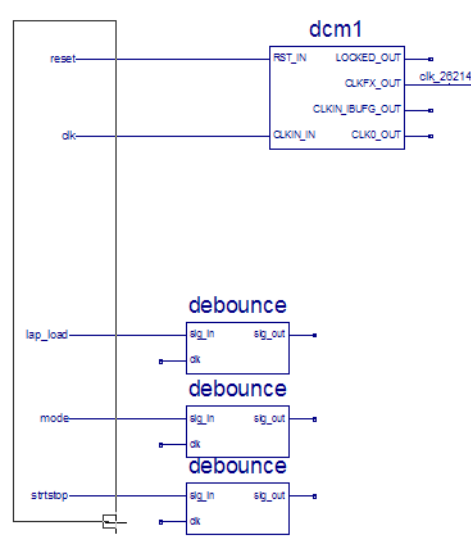 dcm1
reset RST_IN LOCKED_OUT
CLKFX_OUT clk_26214
CLKIN_IBUFG_OUT
clk CLKIN_IN CLK0_OUT
debounce
lap_load sig_in sig_out
clk
debounce
mode sig_in sig_out
clk
debounce
strtstop sig_in sig_out
clk